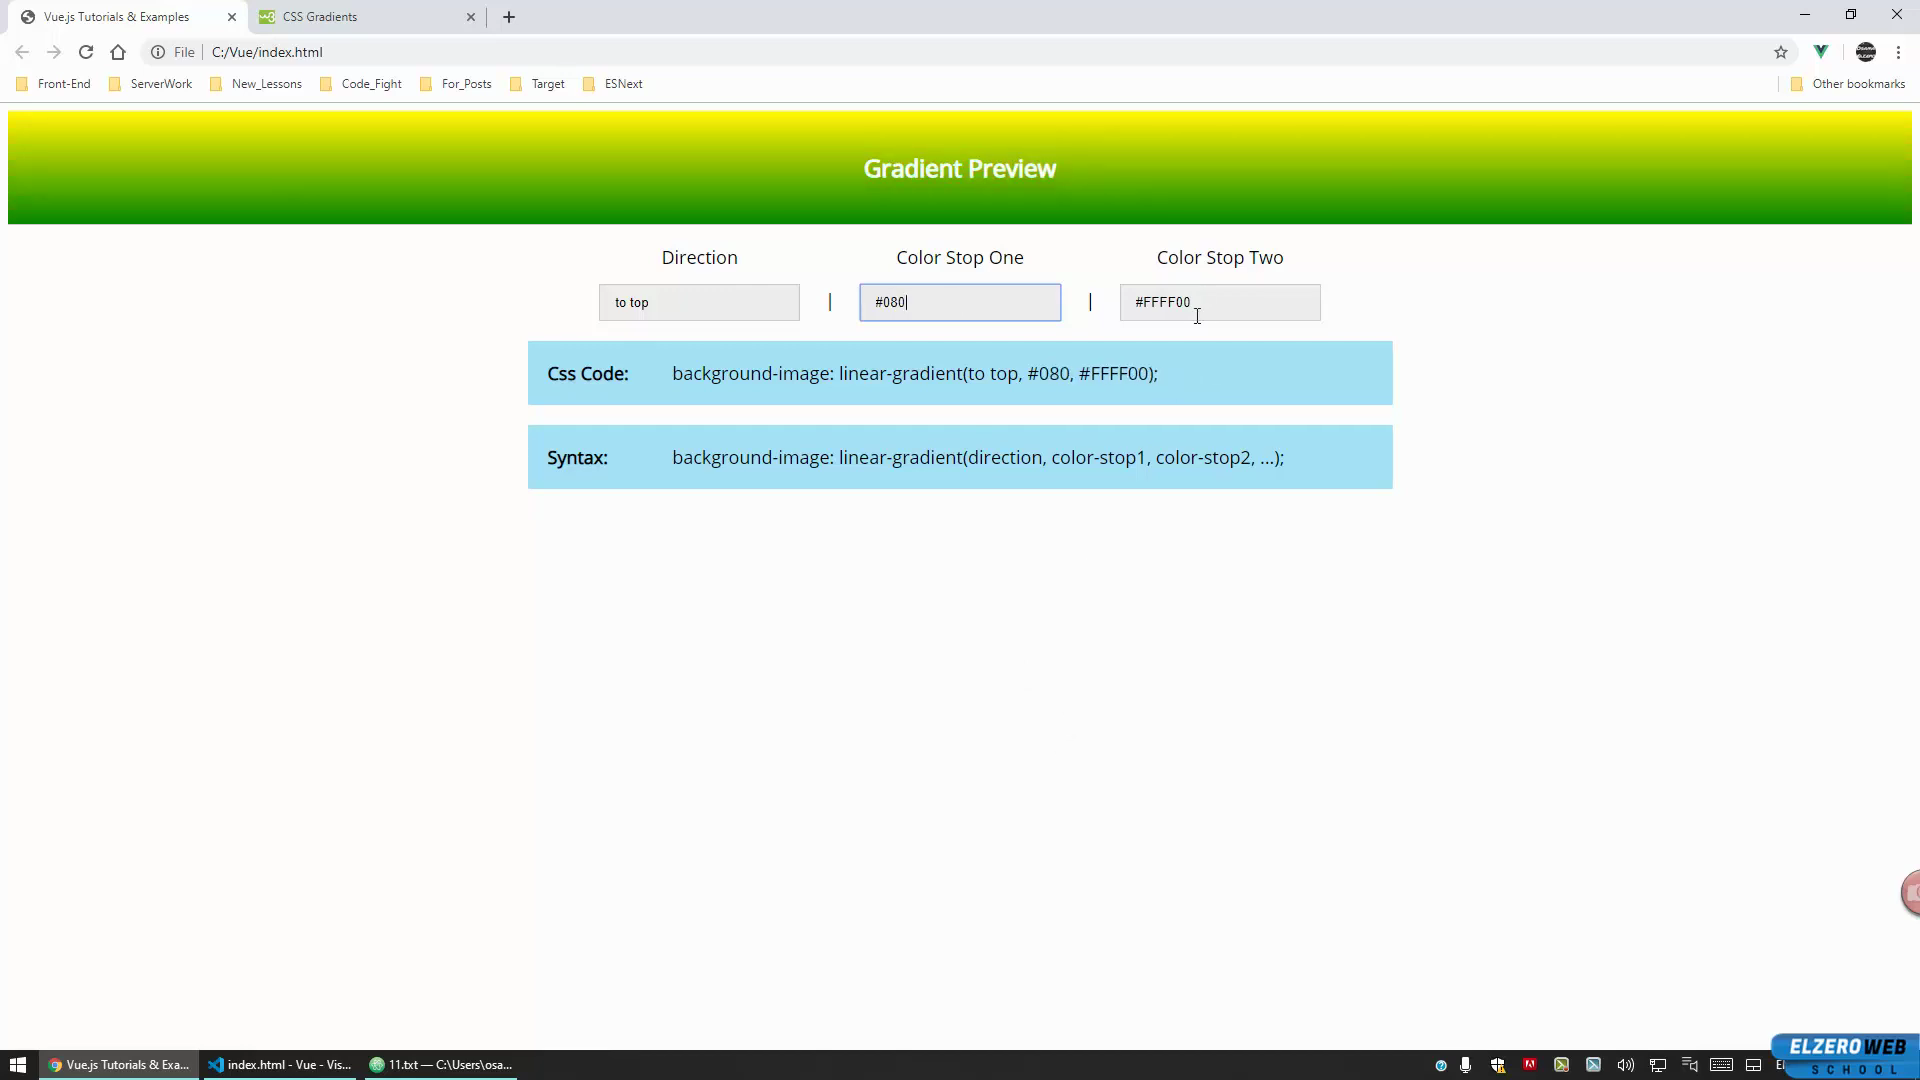 Vue.js Tutorials & Examples
CSS Gradients
File
C:/Vue/index.html
Front-End
ServerWork
New_Lessons
Code_Fight
For_Posts
Target
ESNext
Other bookmarks
Gradient Preview
Direction
Color Stop One
Color Stop Two
to top
|
#080
|
#FFFF00
Css Code: background-image: linear-gradient(to top, #080, #FFFF00);
Syntax: background-image: linear-gradient(direction, color-stop1, color-stop2, ...);
Vue.js Tutorials & Exa...
index.html - Vue - Vis...
11.txt — C:\Users\osa...
ELZEROWEB
SCHOOL